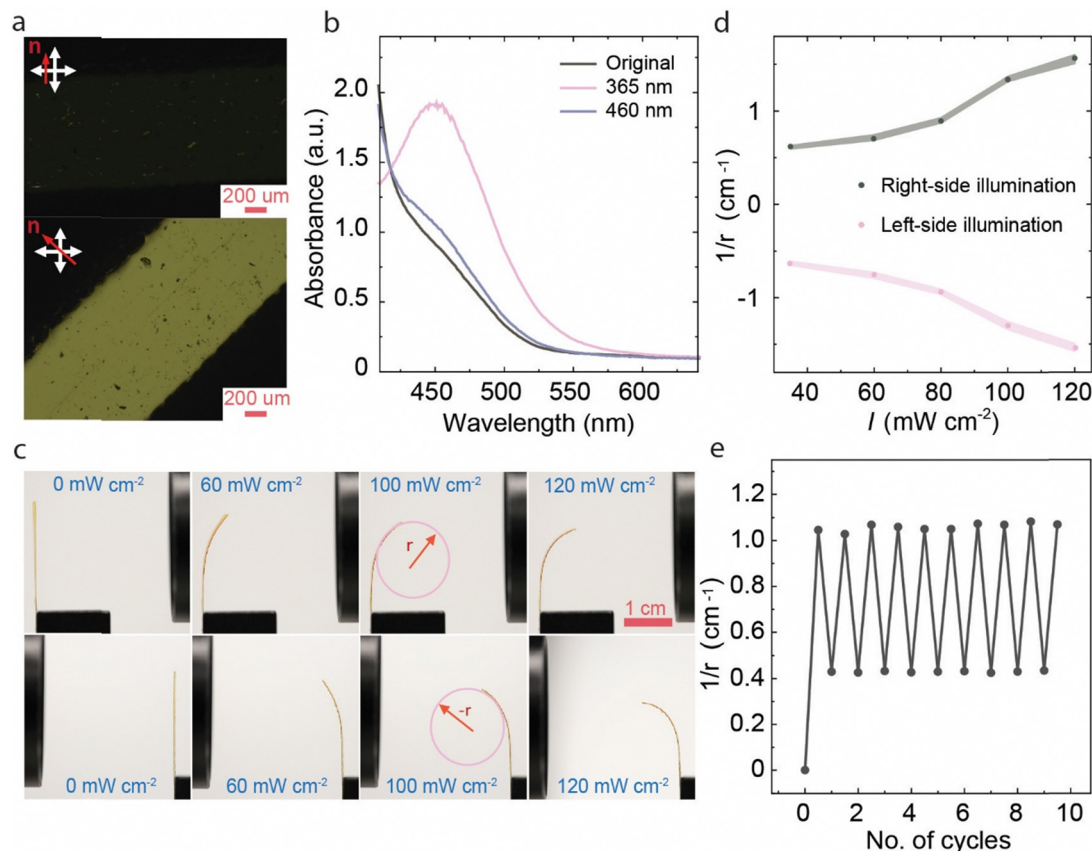 a
n
200 um
n
200 um
b
Original
365 nm
460 nm
2.0
1.5
1.0
0.5
0
Absorbance (a.u.)
450 500 550 600
Wavelength (nm)
d
1
0
-1
1/r (cm⁻¹)
Right-side illumination
Left-side illumination
40 60 80 100 120
I (mW cm⁻²)
c
0 mW cm⁻² 60 mW cm⁻² 100 mW cm⁻² 120 mW cm⁻²
r
1 cm
-r
0 mW cm⁻² 60 mW cm⁻² 100 mW cm⁻² 120 mW cm⁻²
e
1.2
1.0
0.8
0.6
0.4
0.2
0
1/r (cm⁻¹)
0 2 4 6 8 10
No. of cycles